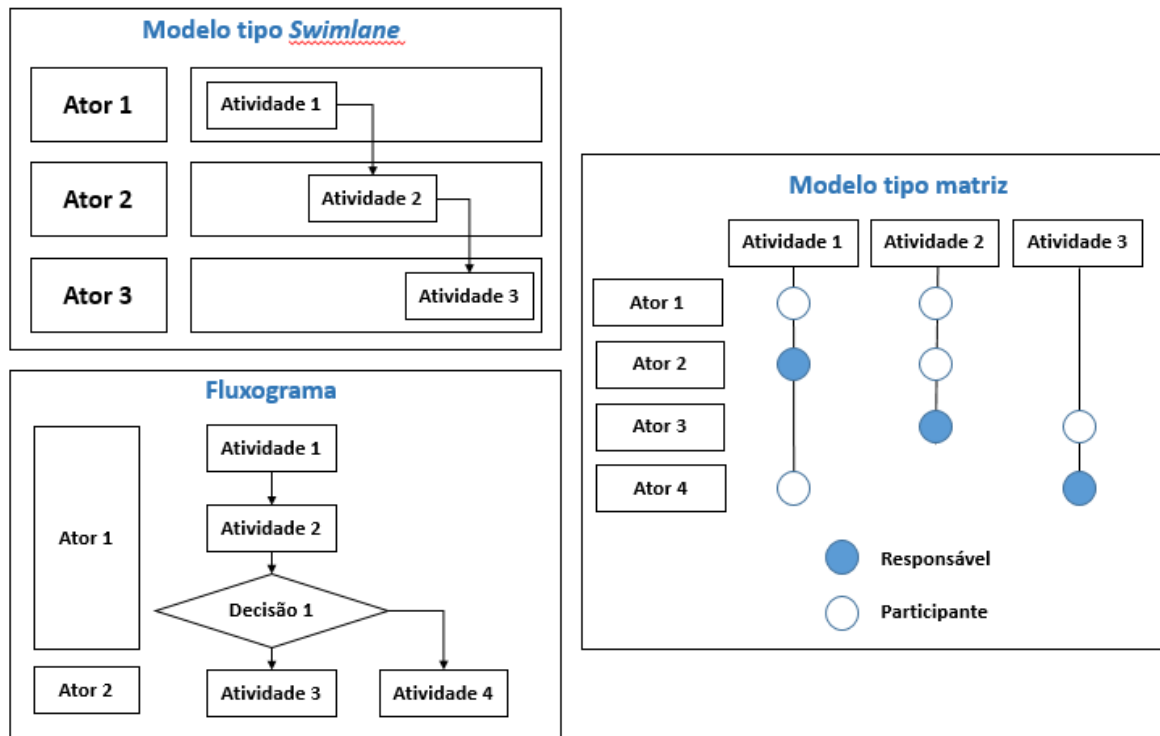 Modelo tipo Swimlane
Ator 1
Atividade 1
Ator 2
Atividade 2
Ator 3
Atividade 3
Fluxograma
Atividade 1
Ator 1
Atividade 2
Decisão 1
Ator 2
Atividade 3
Atividade 4
Modelo tipo matriz
Atividade 1
Atividade 2
Atividade 3
Ator 1
Ator 2
Ator 3
Ator 4
Responsável
Participante